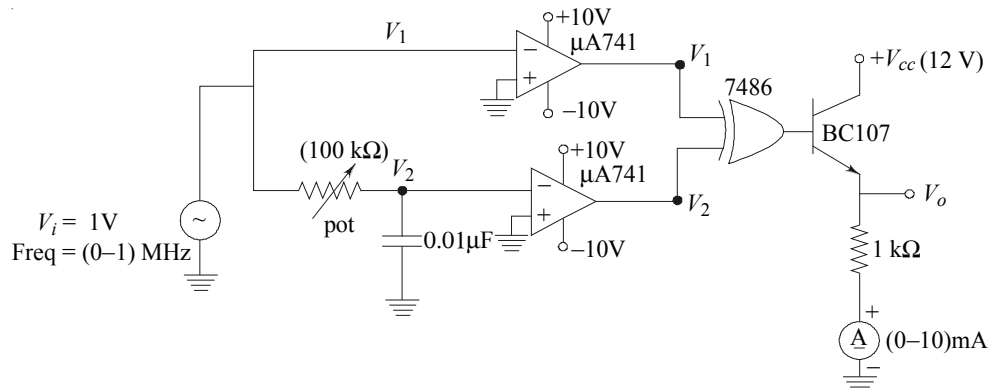 +10V
V1
μA741
V1
−
+
−10V
7486
+Vcc (12 V)
BC107
(100 kΩ)
V2
+10V
μA741
−
+
V2
−10V
pot
Vo
Vi = 1V
~
Freq = (0–1) MHz
0.01μF
1 kΩ
+
A
(0–10)mA
−